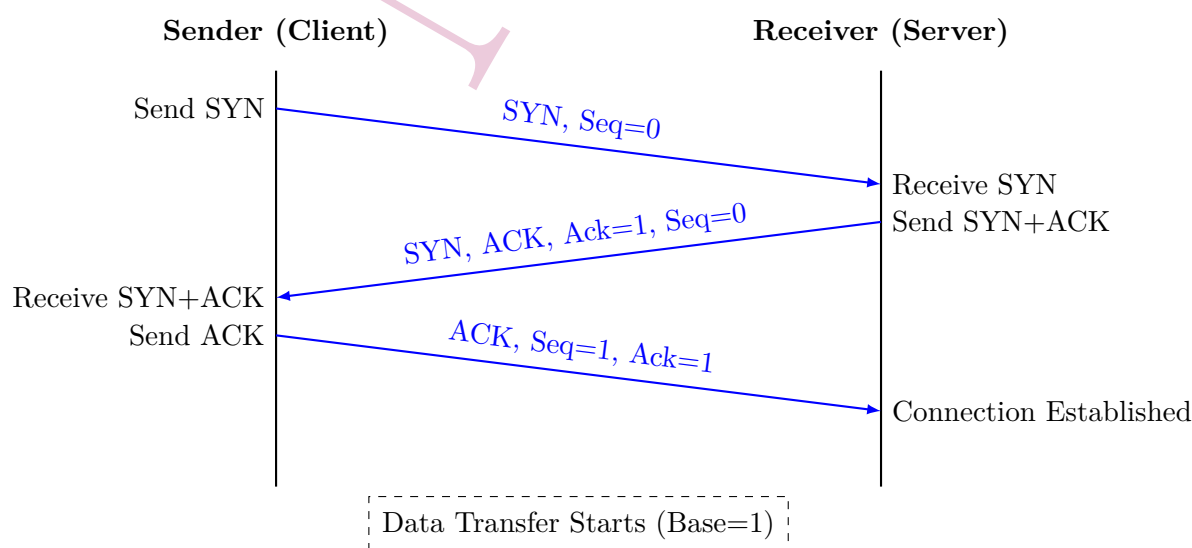 Sender (Client)
Receiver (Server)
Send SYN
SYN, Seq=0
Receive SYN
Send SYN+ACK
SYN, ACK, Ack=1, Seq=0
Receive SYN+ACK
Send ACK
ACK, Seq=1, Ack=1
Connection Established
Data Transfer Starts (Base=1)